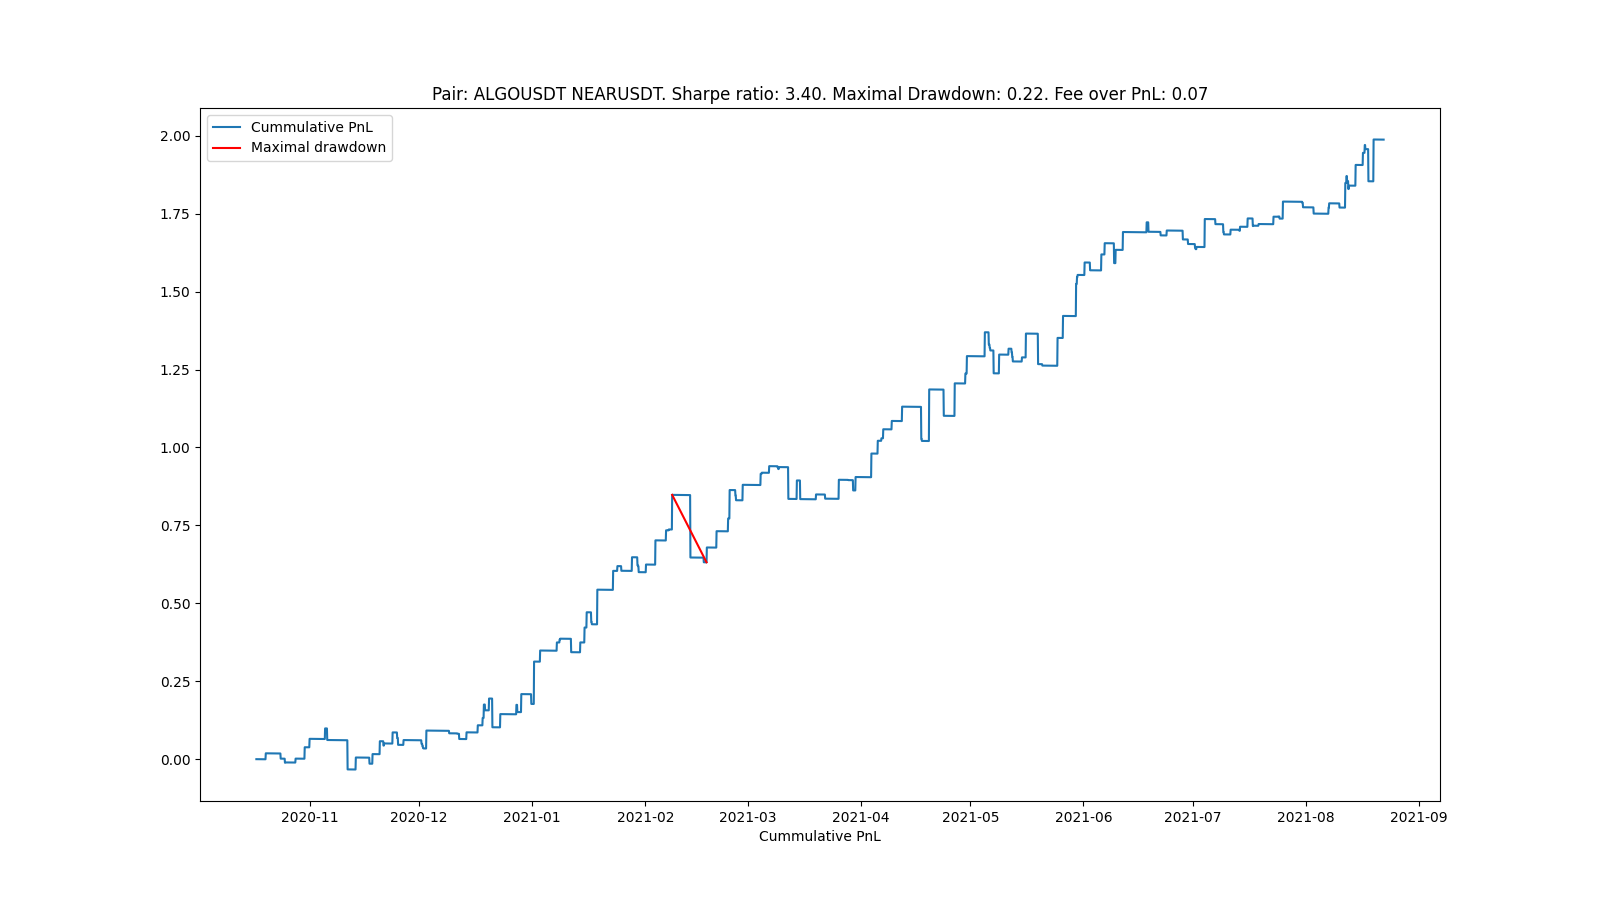 Pair: ALGOUSDT NEARUSDT. Sharpe ratio: 3.40. Maximal Drawdown: 0.22. Fee over PnL: 0.07
Cummulative PnL
Maximal drawdown
2.00
1.75
1.50
1.25
1.00
0.75
0.50
0.25
0.00
2020-11 2020-12 2021-01 2021-02 2021-03 2021-04 2021-05 2021-06 2021-07 2021-08 2021-09
Cummulative PnL